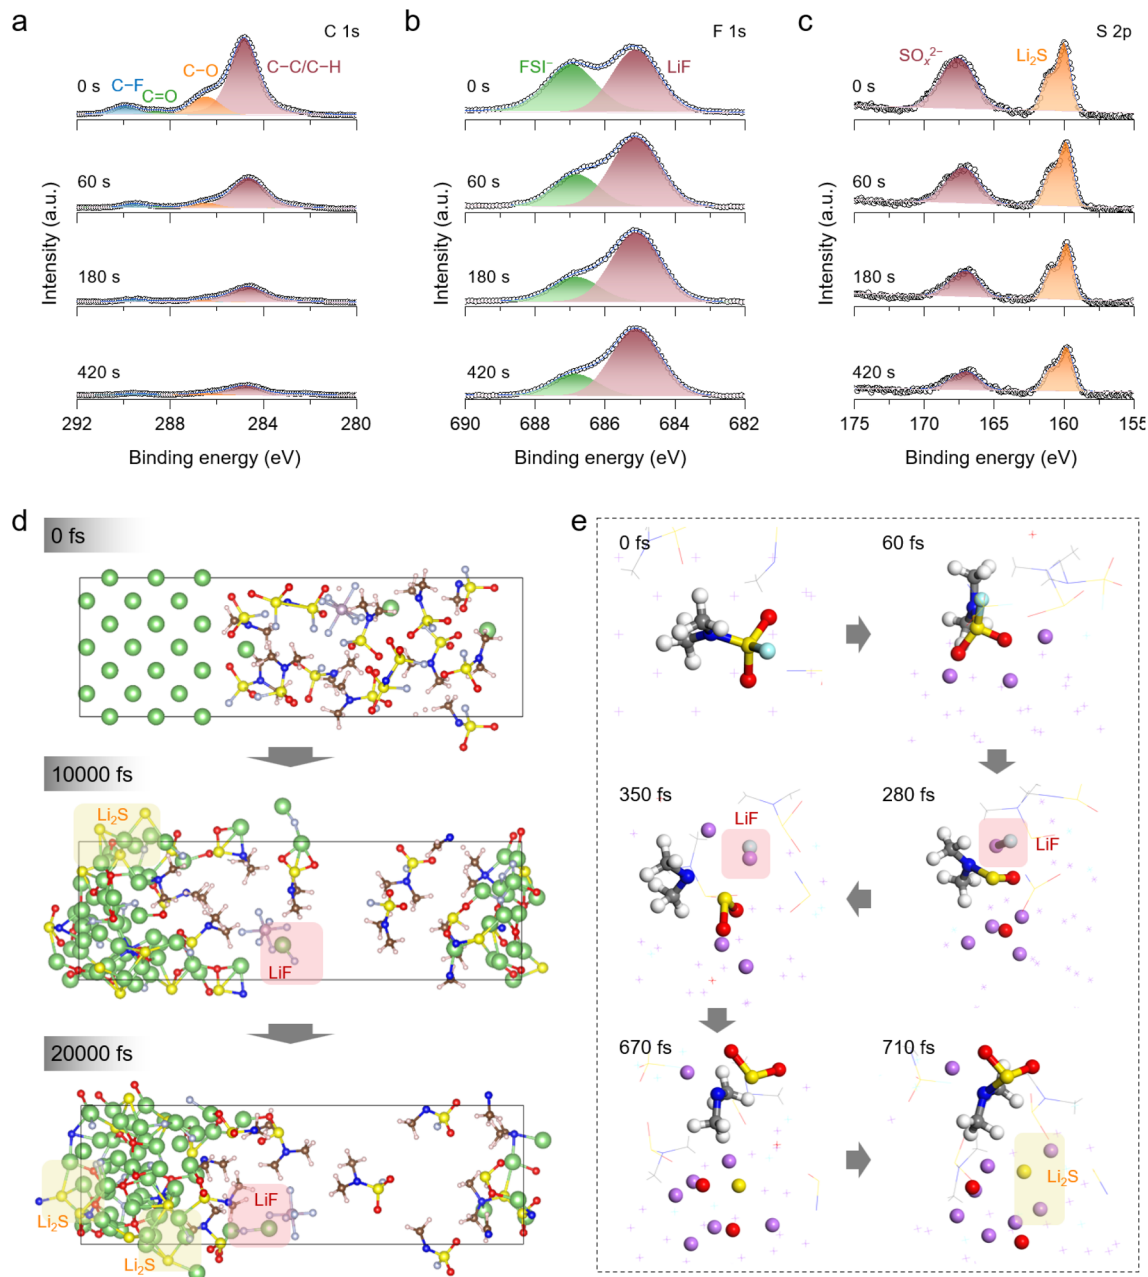 a
C 1s
C−F
C=O
C−O
C−C/C−H
0 s
60 s
180 s
420 s
Intensity (a.u.)
292 288 284 280
Binding energy (eV)
b
F 1s
FSI⁻
LiF
0 s
60 s
180 s
420 s
Intensity (a.u.)
690 688 686 684 682
Binding energy (eV)
c
S 2p
SOₓ²⁻
Li₂S
0 s
60 s
180 s
420 s
Intensity (a.u.)
175 170 165 160 155
Binding energy (eV)
d
0 fs
10000 fs
Li₂S
LiF
20000 fs
Li₂S
LiF
Li₂S
e
0 fs
60 fs
350 fs
LiF
280 fs
LiF
670 fs
710 fs
Li₂S